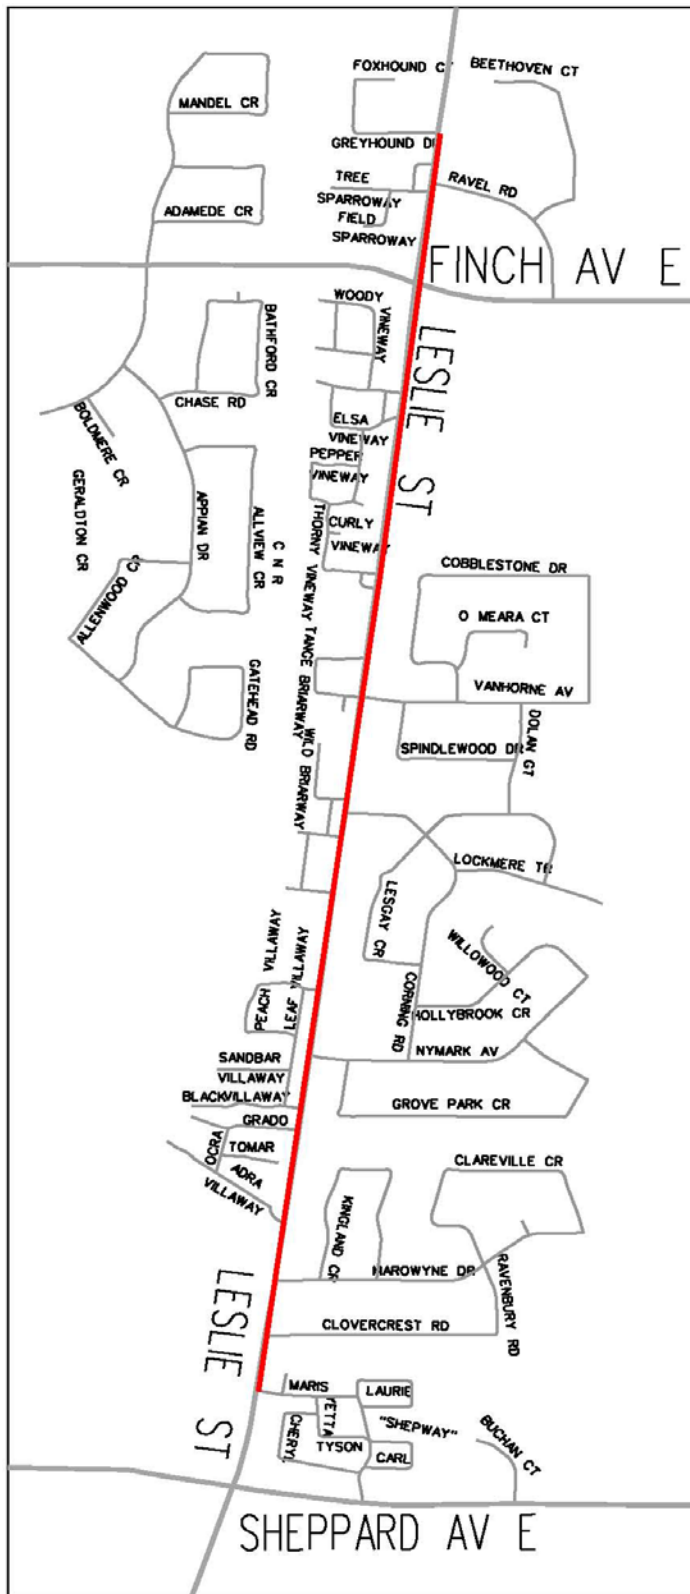 FOXHOUND CT
BEETHOVEN CT
MANDEL CR
GREYHOUND DR
TREE
SPARROWAY
FIELD
SPARROWAY
RAVEL RD
ADAMEDE CR
FINCH AV E
WOODY
VINEWAY
BATHFORD CR
LESLIE ST
CHASE RD
BOLDMERE CR
ELSA
VINEWAY
PEPPER
VINEWAY
GERALDTON CR
APPIAN DR
ALLVIEW CR
C N R
THORNY VINEWAY
CURLY
VINEWAY
COBBLESTONE DR
ALLENWOOD
O MEARA CT
TANGE BRIARWAY
GATEHEAD RD
VANHORNE AV
WILD BRIARWAY
SPINDLEWOOD DR
DOLAN GT
LOCKMERE TR
LESGAY CR
PEACH VILLAWAY
LEAF VILLAWAY
WILLOWOOD CT
CORNING RD
HOLLYBROOK CR
SANDBAR
VILLAWAY
NYMARK AV
BLACKVILLAWAY
GROVE PARK CR
GRADO
OCRA
TOMAR
ADRA
VILLAWAY
CLAREVILLE CR
KINGLAND CR
HAROWYNE DR
RAVENBURY RD
LESLIE ST
CLOVERCREST RD
MARIS
LAURIE
YETTA
CHERYL
"SHEPWAY"
TYSON
CARL
BUCHAN CT
SHEPPARD AV E